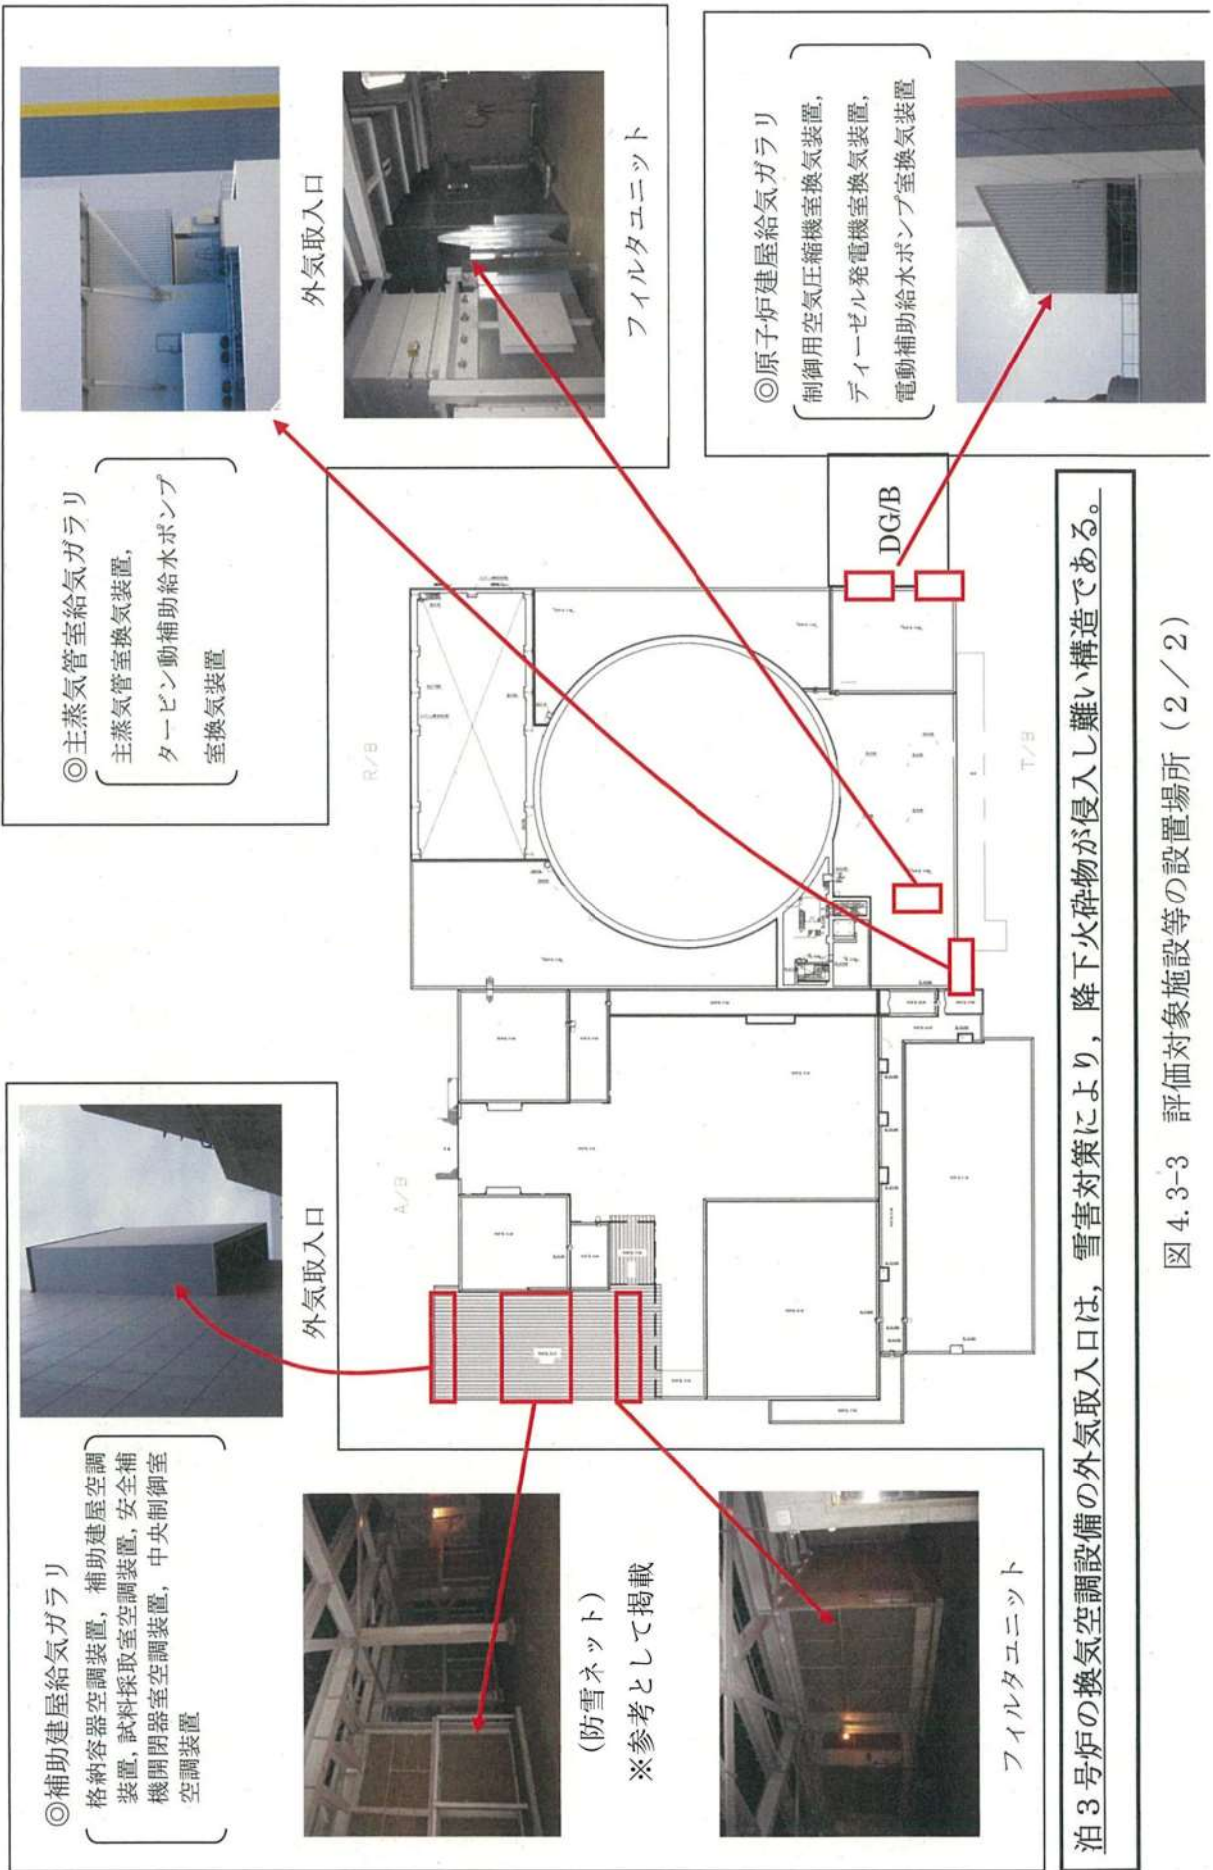 ◎補助建屋給気ガラリ
格納容器空調装置, 補助建屋空調
装置, 試料採取室空調装置, 安全補
機開閉器室空調装置, 中央制御室
空調装置
外気取入口
(防雪ネット)
※参考として掲載
フィルタユニット
◎主蒸気管室給気ガラリ
主蒸気管室換気装置,
タービン動補助給水ポンプ
室換気装置
外気取入口
フィルタユニット
◎原子炉建屋給気ガラリ
制御用空気圧縮機室換気装置,
ディーゼル発電機室換気装置,
電動補助給水ポンプ室換気装置
A/B
R/B
T/B
DG/B
泊3号炉の換気空調設備の外気取入口は, 雪害対策により, 降下火砕物が侵入し難い構造である。
図 4.3-3 評価対象施設等の設置場所 (2/2)